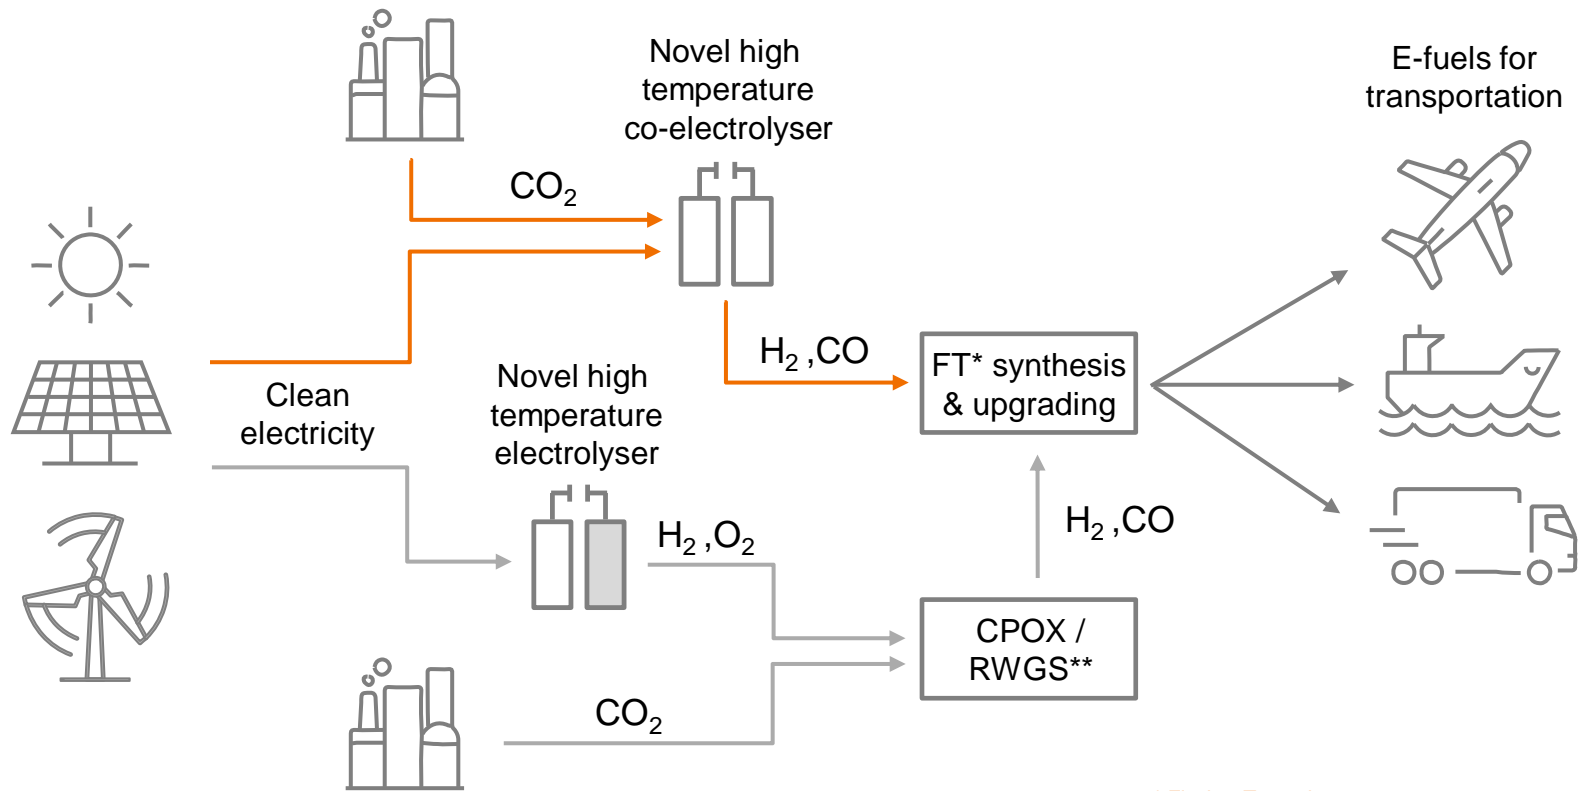 Novel high
temperature
co-electrolyser
E-fuels for
transportation
CO₂
H₂ ,CO
FT* synthesis
& upgrading
Clean
electricity
Novel high
temperature
electrolyser
H₂ ,O₂
H₂ ,CO
CPOX /
RWGS**
CO₂